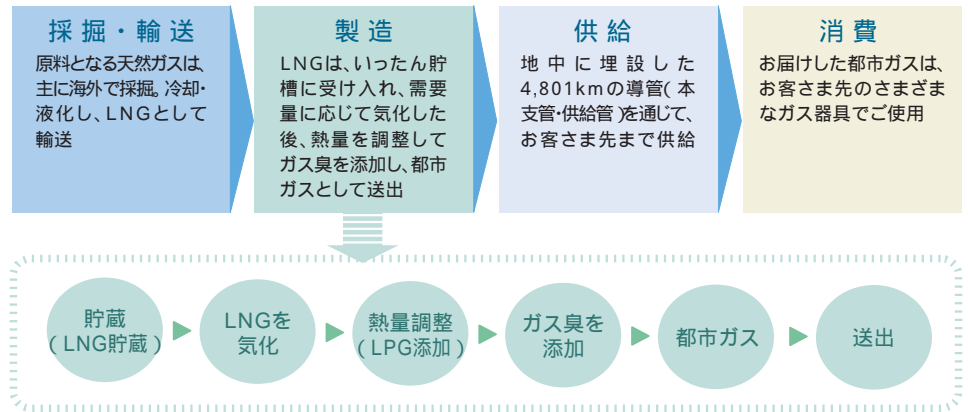 採掘・輸送
原料となる天然ガスは、
主に海外で採掘。冷却・
液化し、LNGとして
輸送
製造
LNGは、いったん貯
槽に受け入れ、需要
量に応じて気化した
後、熱量を調整して
ガス臭を添加し、都市
ガスとして送出
供給
地中に埋設した
4,801kmの導管(本
支管・供給管)を通じて、
お客さま先まで供給
消費
お届けした都市ガスは、
お客さま先のさまざま
なガス器具でご使用
貯蔵
(LNG貯蔵)
LNGを
気化
熱量調整
(LPG添加)
ガス臭を
添加
都市ガス
送出